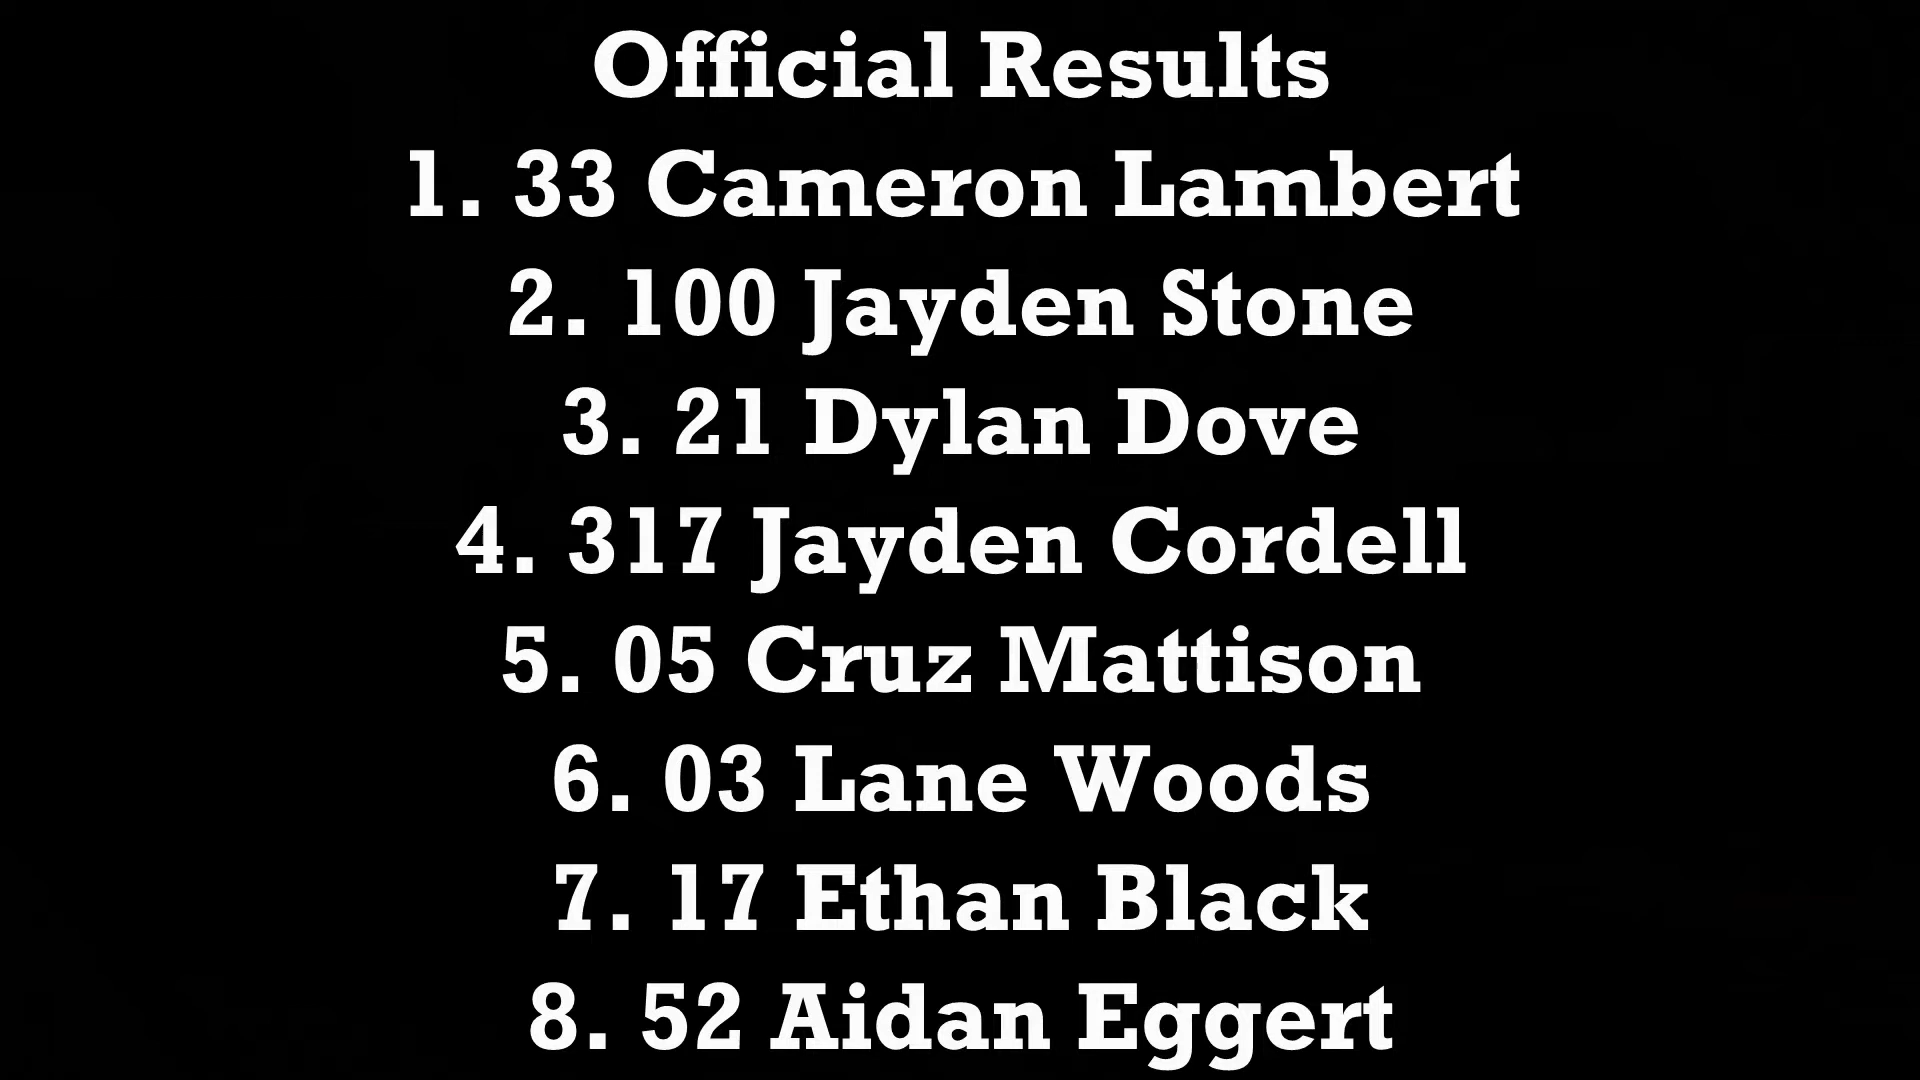 Official Results
1. 33 Cameron Lambert
2. 100 Jayden Stone
3. 21 Dylan Dove
4. 317 Jayden Cordell
5. 05 Cruz Mattison
6. 03 Lane Woods
7. 17 Ethan Black
8. 52 Aidan Eggert